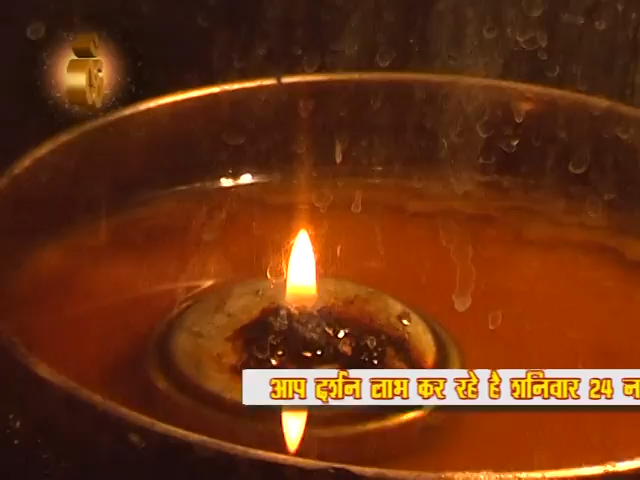 आप दर्शन लाभ कर रहे है शनिवार 24 न